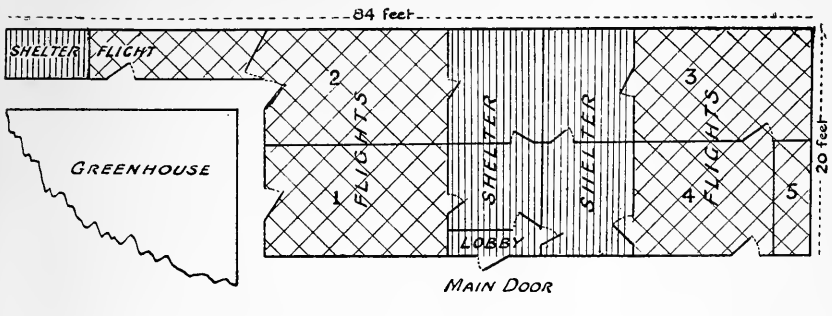 84 feet
SHELTER FLIGHT
2
3
FLIGHTS
SHELTER
SHELTER
FLIGHTS
20 feet
GREENHOUSE
1
4
5
LOBBY
MAIN DOOR